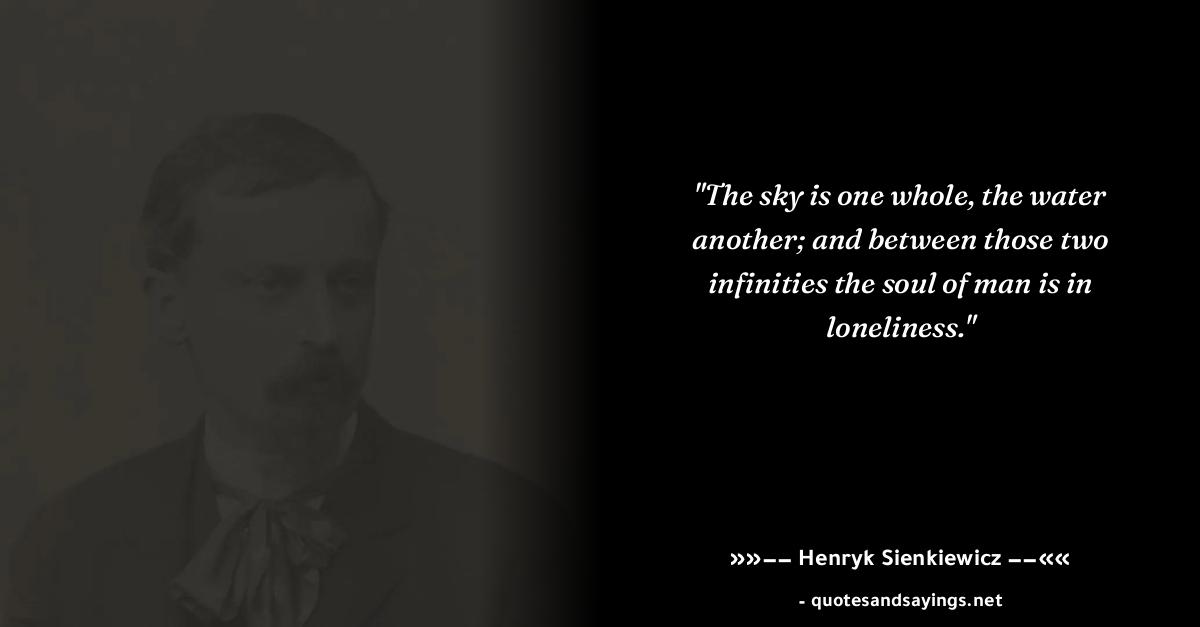 "The sky is one whole, the water
another; and between those two
infinities the soul of man is in
loneliness."
»»–– Henryk Sienkiewicz ––««
- quotesandsayings.net